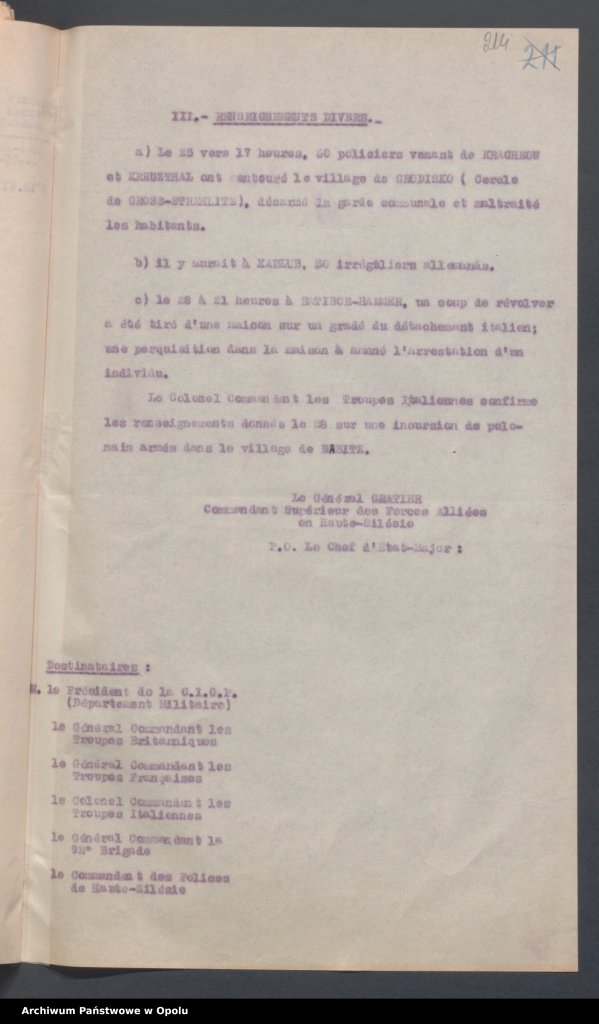 214
211
III.- RENSEIGNEMENTS DIVERS.-
a) Le 25 vers 17 heures, 60 policiers venant de KRACHEOW
et KREUSTHAL ont entouré le village de GRODISKO ( Cercle
de GROSS-STREHLITZ), désarmé la garde communale et maltraité
les habitants.
b) il y aurait à KADLUB, 30 irréguliers allemands.
c) le 28 à 21 heures à RATIBOR-HAMMER, un coup de révolver
a été tiré d'une maison sur un gradé du détachement italien;
une perquisition dans la maison à amené l'arrestation d'un
individu.
Le Colonel Commandant les Troupes Italiennes confirme
les renseignements donnés le 28 sur une incursion de polo-
nais armés dans le village de BABITZ.
Le Général GRATIER
Commandant Supérieur des Forces Alliées
en Haute-Silésie
P.O. Le Chef d'Etat-Major :
Destinataires :
M. le Président de la C.I.G.P.
(Département Militaire)
le Général Commandant les
Troupes Britanniques
le Général Commandant les
Troupes Françaises
le Colonel Commandant les
Troupes Italiennes
le Général Commandant la
92° Brigade
le Commandant des Polices
de Haute-Silésie
Archiwum Państwowe w Opolu